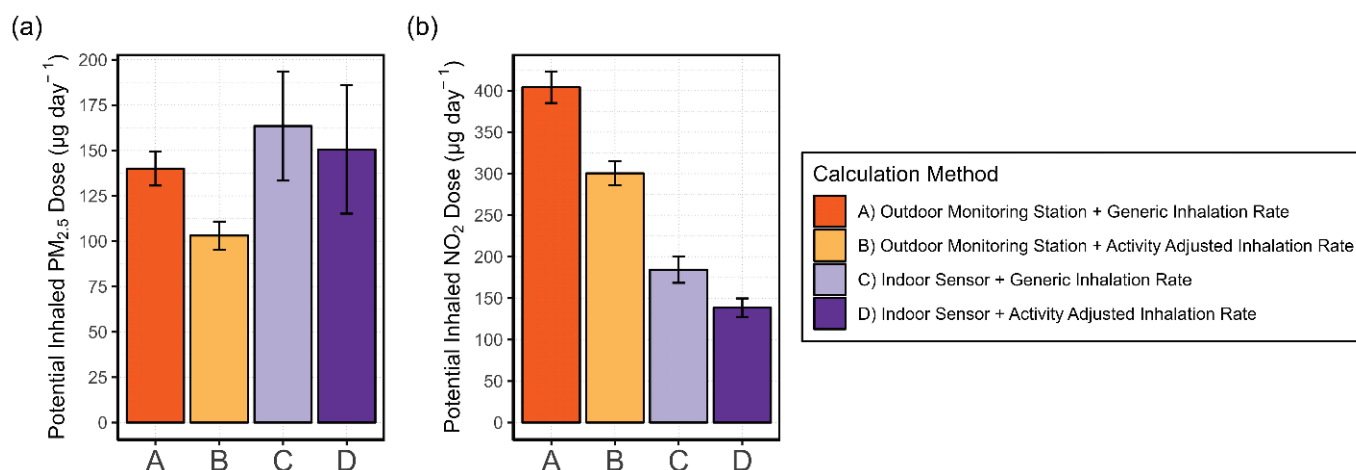 (a)
Potential Inhaled PM₂.₅ Dose (µg day⁻¹)
200
175
150
125
100
75
50
25
0
A B C D
(b)
Potential Inhaled NO₂ Dose (µg day⁻¹)
400
350
300
250
200
150
100
50
0
A B C D
Calculation Method
A) Outdoor Monitoring Station + Generic Inhalation Rate
B) Outdoor Monitoring Station + Activity Adjusted Inhalation Rate
C) Indoor Sensor + Generic Inhalation Rate
D) Indoor Sensor + Activity Adjusted Inhalation Rate